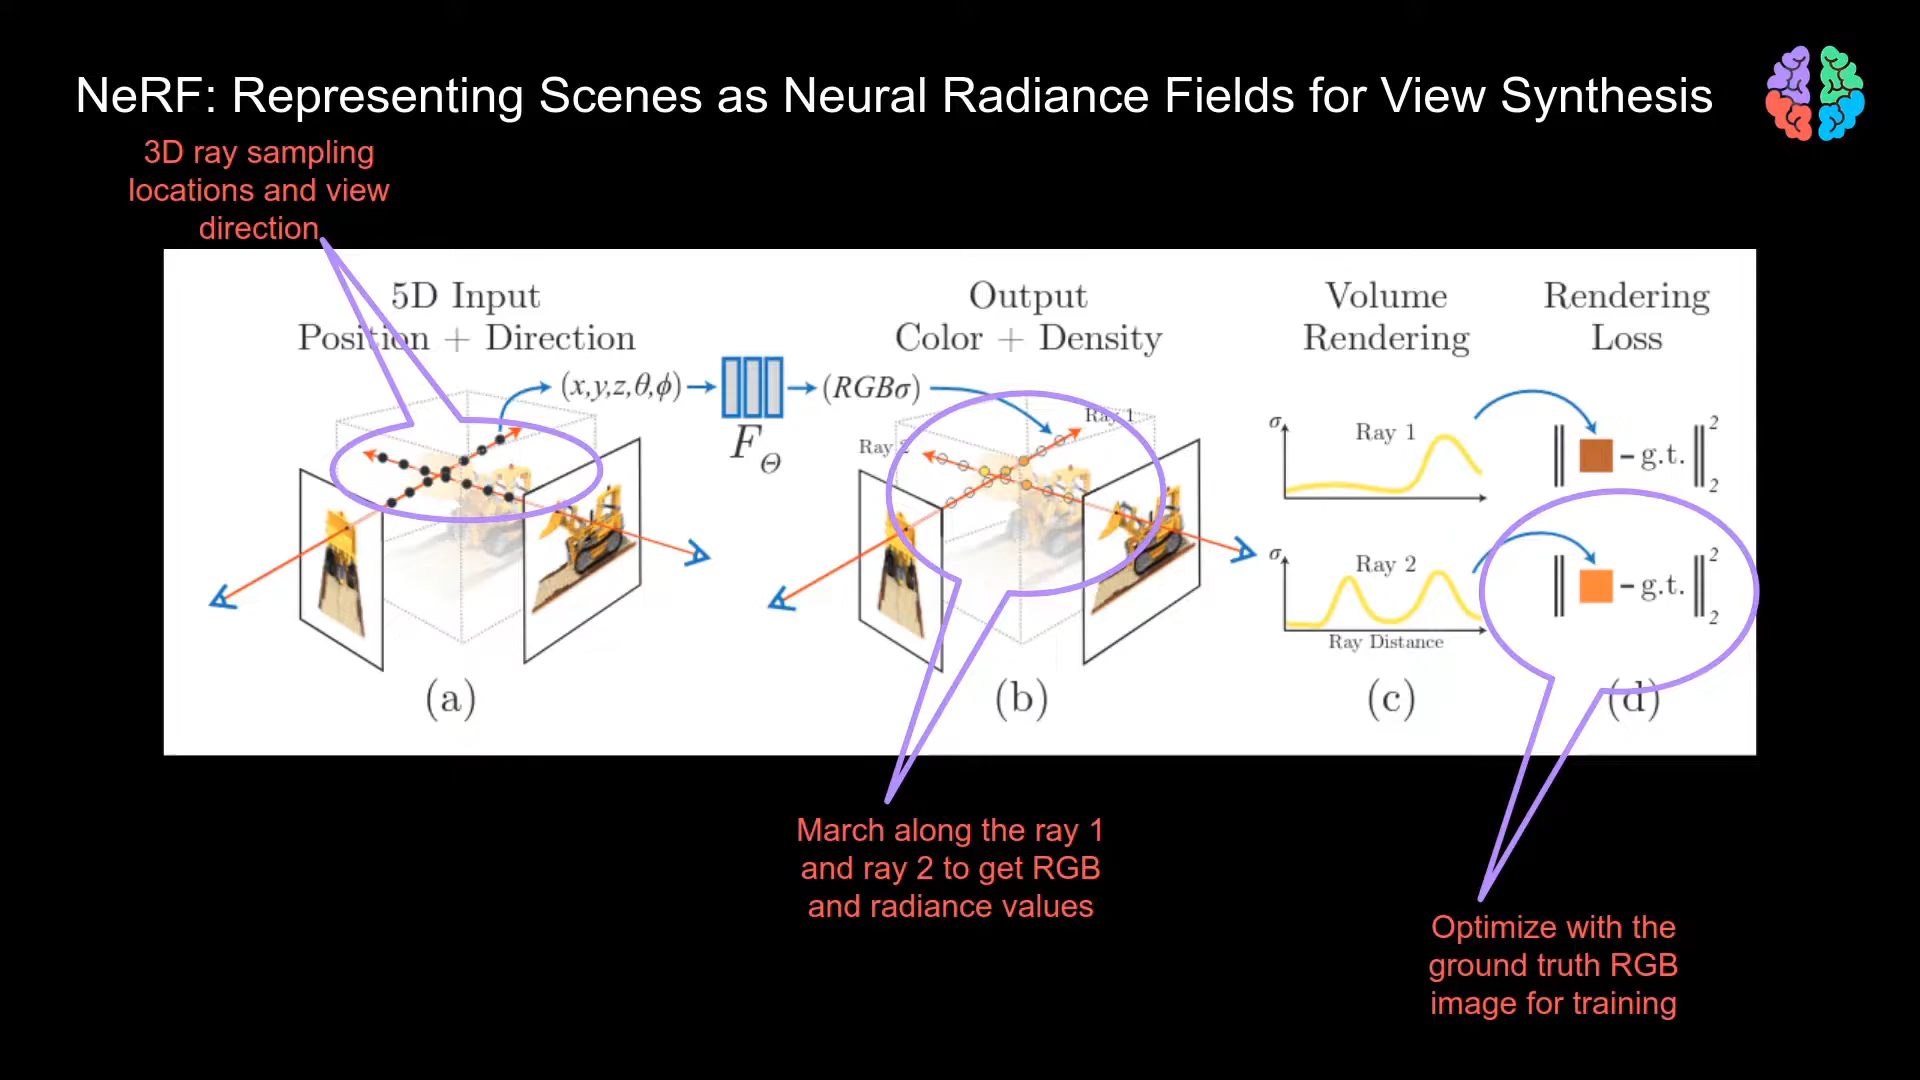 NeRF: Representing Scenes as Neural Radiance Fields for View Synthesis
3D ray sampling
locations and view
direction
5D Input
Position + Direction
Output
Color + Density
Volume
Rendering
Rendering
Loss
(x,y,z,θ,ϕ)
F_Θ
(RGBσ)
Ray 1
Ray 2
σ
Ray 1
‖ - g.t.‖²₂
σ
Ray 2
‖ - g.t.‖²₂
Ray Distance
(a)
(b)
(c)
(d)
March along the ray 1
and ray 2 to get RGB
and radiance values
Optimize with the
ground truth RGB
image for training